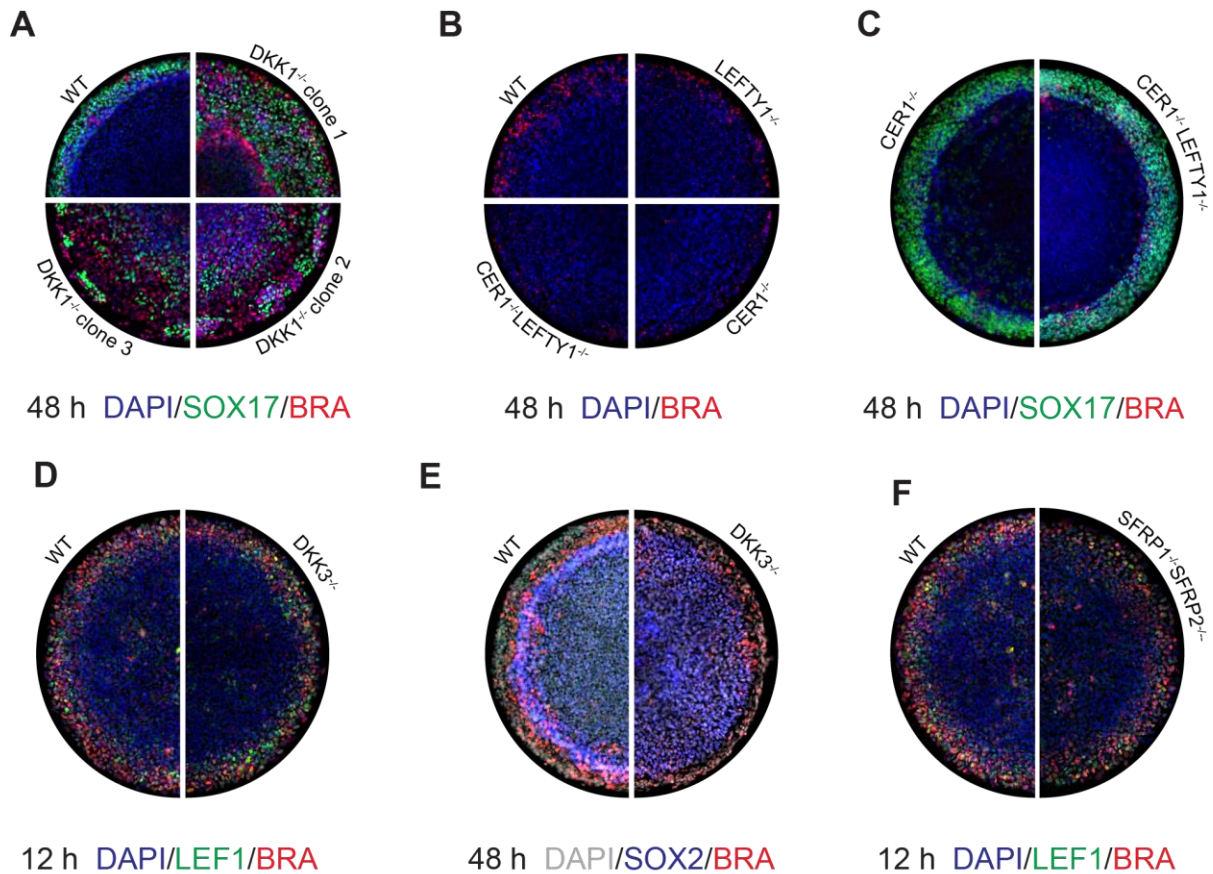 A
WT
DKK1-/- clone 1
DKK1-/- clone 3
DKK1-/- clone 2
48 h DAPI/SOX17/BRA
B
WT
LEFTY1-/-
CER1-/-LEFTY1-/-
CER1-/-
48 h DAPI/BRA
C
CER1-/-
CER1-/-LEFTY1-/-
48 h DAPI/SOX17/BRA
D
WT
DKK3-/-
12 h DAPI/LEF1/BRA
E
WT
DKK3-/-
48 h DAPI/SOX2/BRA
F
WT
SFRP1-/-SFRP2-/-
12 h DAPI/LEF1/BRA